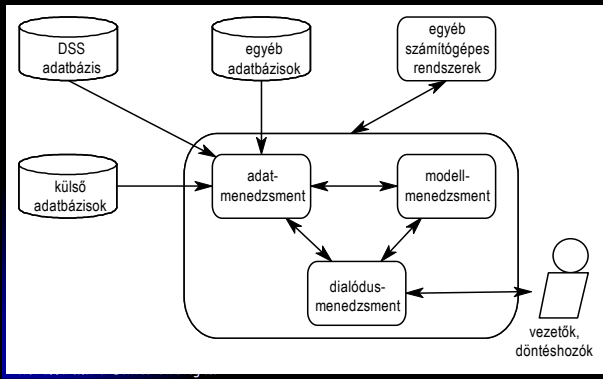 DSS
adatbázis
egyéb
adatbázisok
egyéb
számítógépes
rendszerek
külső
adatbázisok
adat-
menedzsment
modell-
menedzsment
dialódus-
menedzsment
vezetők,
döntéshozók